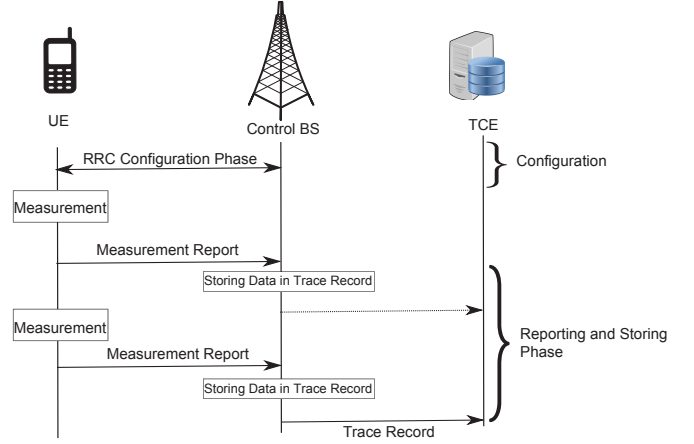 UE
Control BS
TCE
RRC Configuration Phase
Configuration
Measurement
Measurement Report
Storing Data in Trace Record
Measurement
Measurement Report
Reporting and Storing
Phase
Storing Data in Trace Record
Trace Record